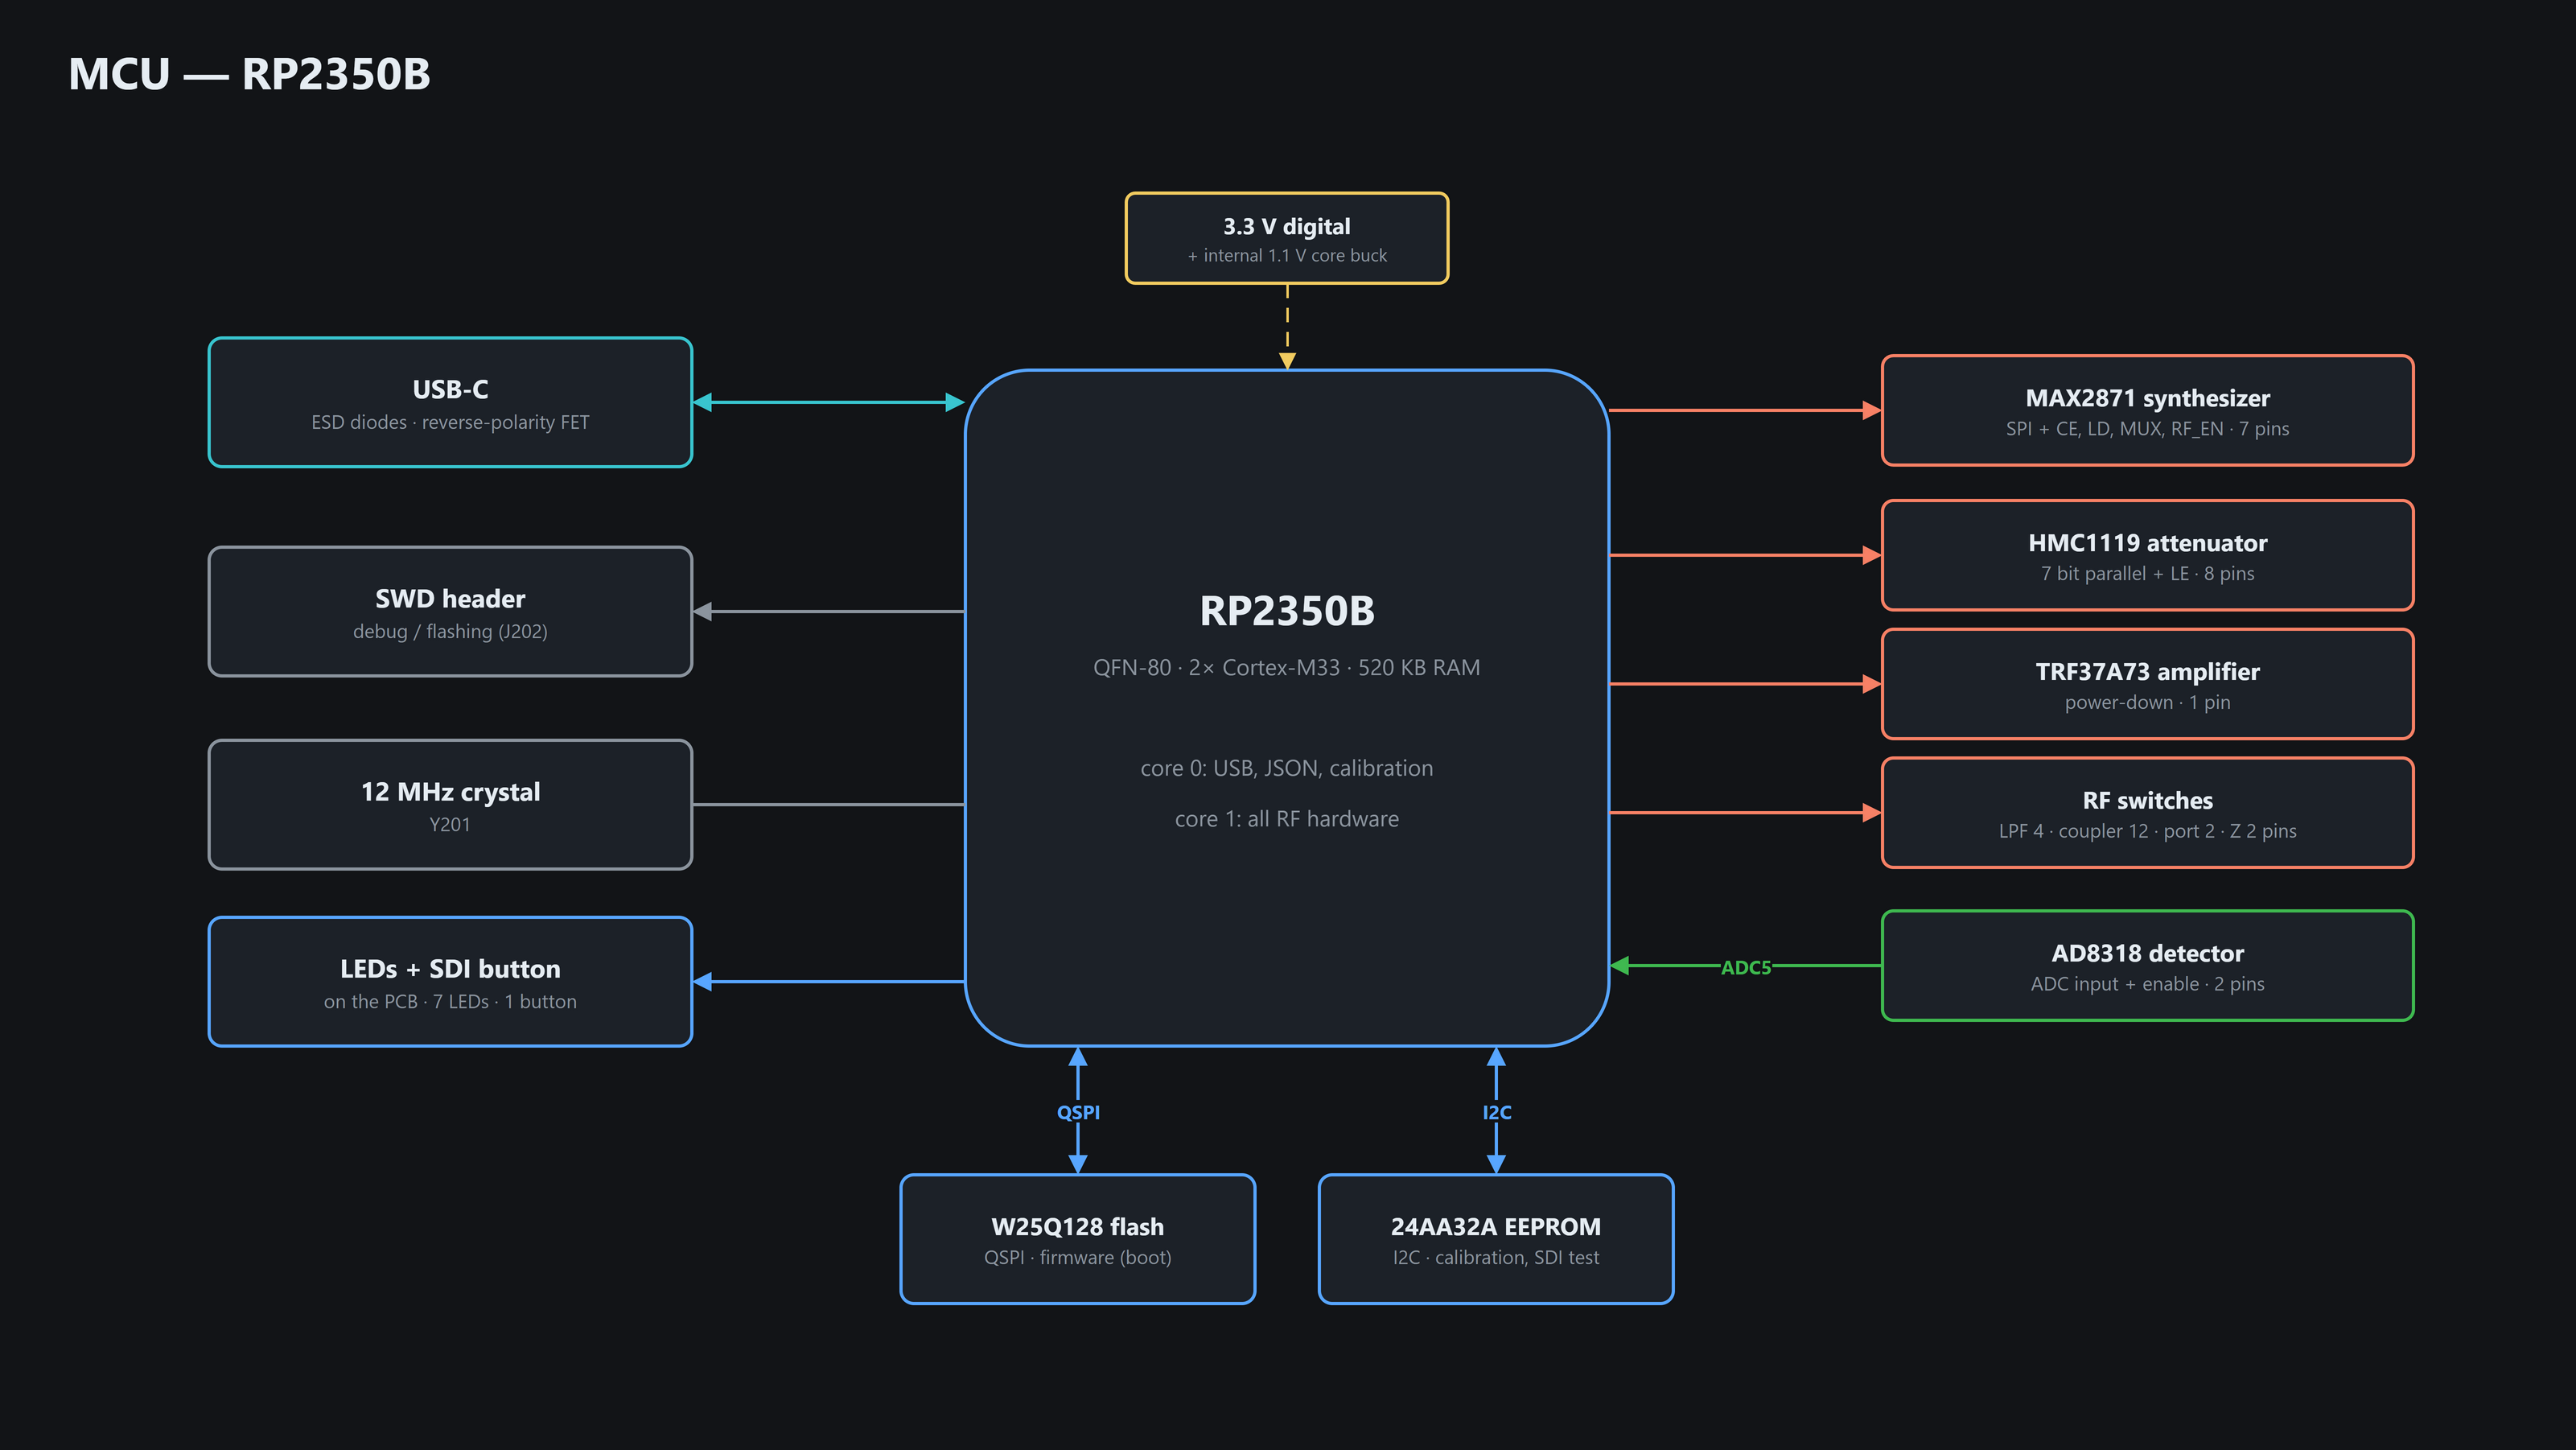 MCU — RP2350B
3.3 V digital
+ internal 1.1 V core buck
USB-C
ESD diodes · reverse-polarity FET
SWD header
debug / flashing (J202)
12 MHz crystal
Y201
LEDs + SDI button
on the PCB · 7 LEDs · 1 button
RP2350B
QFN-80 · 2× Cortex-M33 · 520 KB RAM
core 0: USB, JSON, calibration
core 1: all RF hardware
MAX2871 synthesizer
SPI + CE, LD, MUX, RF_EN · 7 pins
HMC1119 attenuator
7 bit parallel + LE · 8 pins
TRF37A73 amplifier
power-down · 1 pin
RF switches
LPF 4 · coupler 12 · port 2 · Z 2 pins
ADC5
AD8318 detector
ADC input + enable · 2 pins
QSPI
I2C
W25Q128 flash
QSPI · firmware (boot)
24AA32A EEPROM
I2C · calibration, SDI test